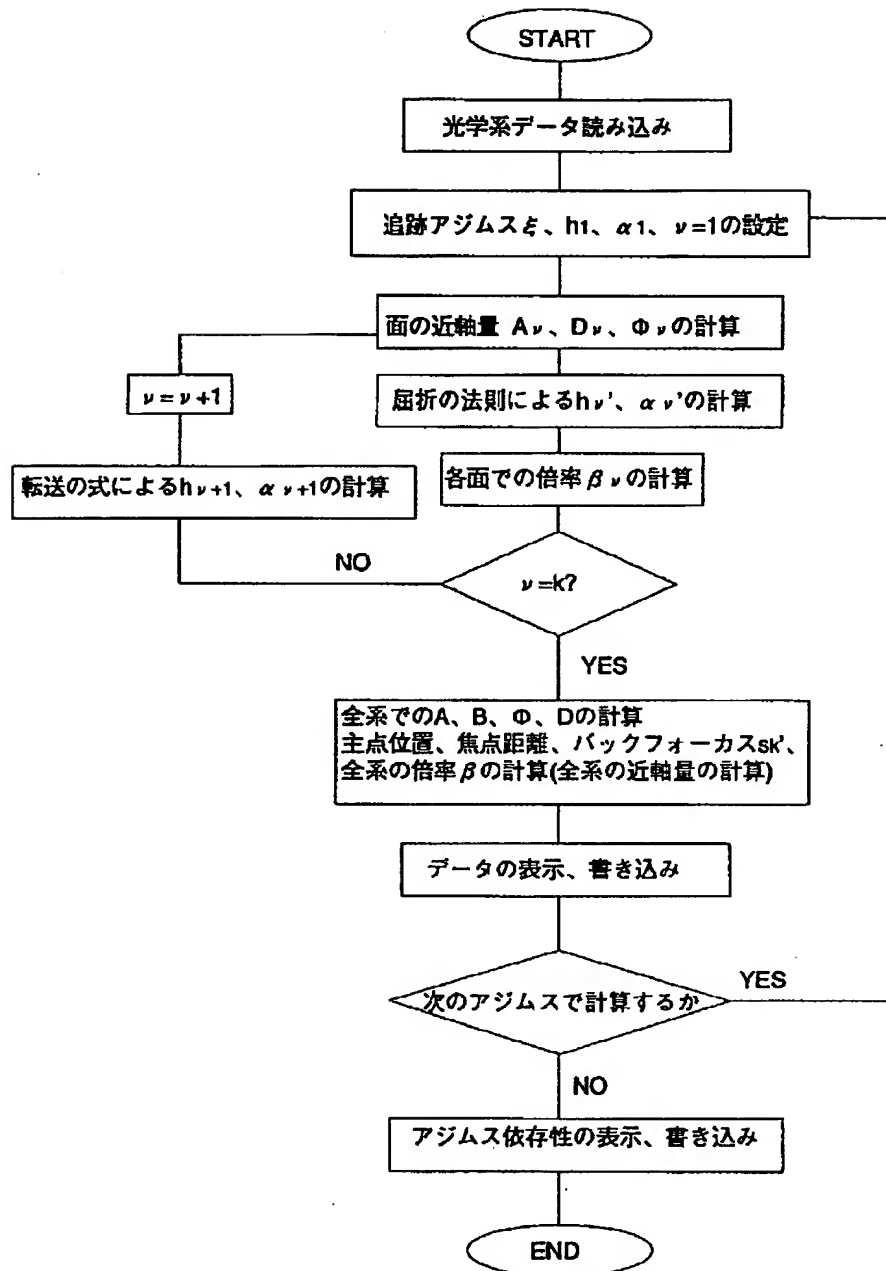 START
光学系データ読み込み
追跡アジムスξ、h1、α1、ν=1の設定
面の近軸量 Aν、Dν、Φνの計算
ν=ν+1
屈折の法則によるhν'、αν'の計算
転送の式によるhν+1、αν+1の計算
各面での倍率βνの計算
NO
ν=k?
YES
全系でのA、B、Φ、Dの計算
主点位置、焦点距離、バックフォーカスsk'、
全系の倍率βの計算(全系の近軸量の計算)
データの表示、書き込み
次のアジムスで計算するか
YES
NO
アジムス依存性の表示、書き込み
END